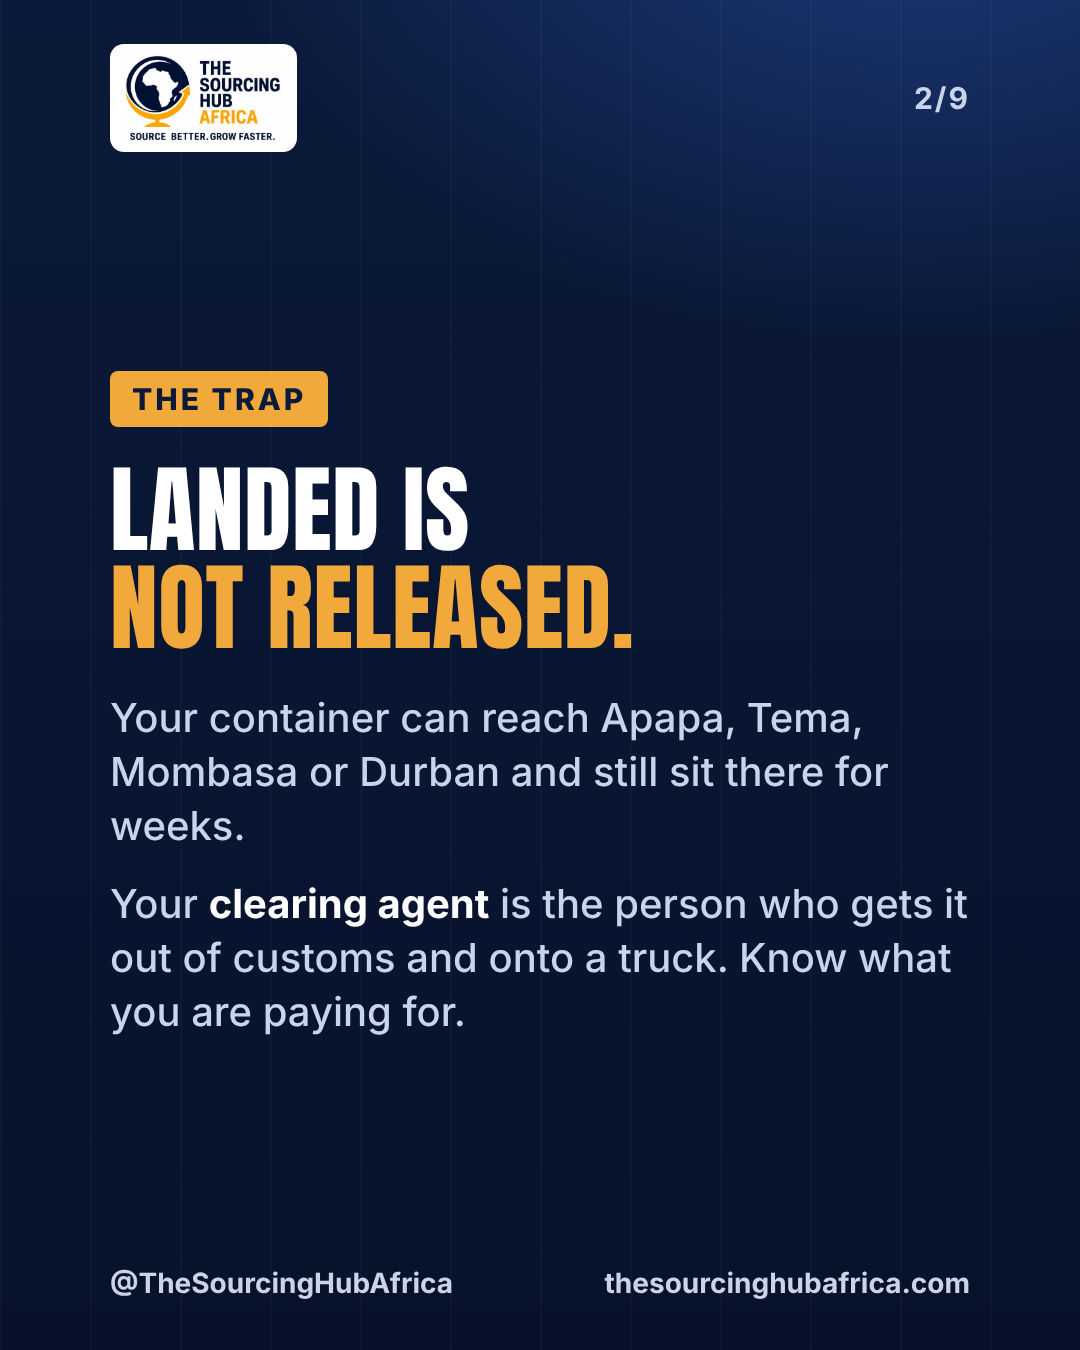 THE
SOURCING
HUB
AFRICA
SOURCE BETTER. GROW FASTER.
2/9
THE TRAP
LANDED IS
NOT RELEASED.
Your container can reach Apapa, Tema,
Mombasa or Durban and still sit there for
weeks.
Your clearing agent is the person who gets it
out of customs and onto a truck. Know what
you are paying for.
@TheSourcingHubAfrica
thesourcinghubafrica.com